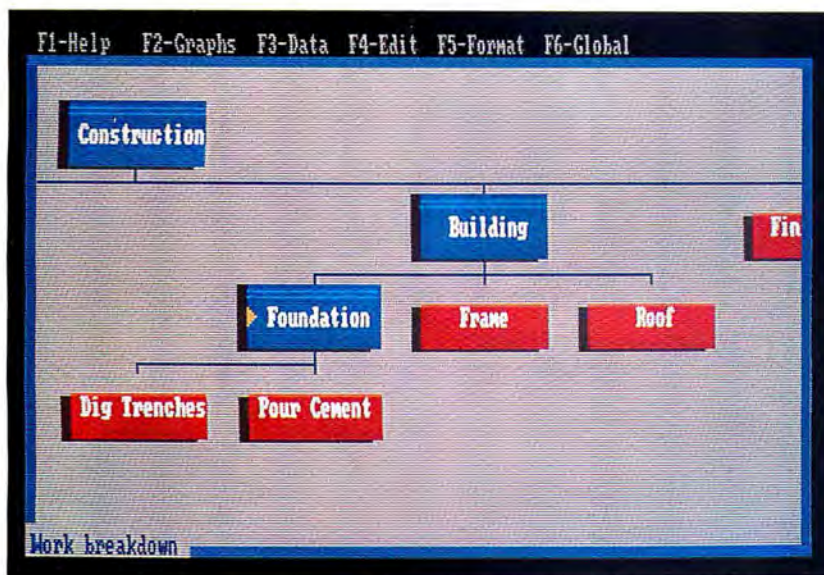 F1-Help F2-Graphs F3-Data F4-Edit F5-Format F6-Global
Construction
Building
Fin
Foundation
Frame
Roof
Dig Trenches
Pour Cement
Work breakdown